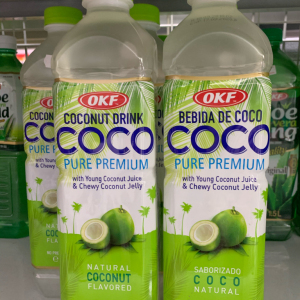 OKF
COCONUT DRINK
COCO
PURE PREMIUM
with Young Coconut Juice
& Chewy Coconut Jelly
NATURAL
COCONUT
FLAVORED
OKF
BEBIDA DE COCO
COCO
PURE PREMIUM
with Young Coconut Juice
& Chewy Coconut Jelly
SABORIZADO
COCO
NATURAL